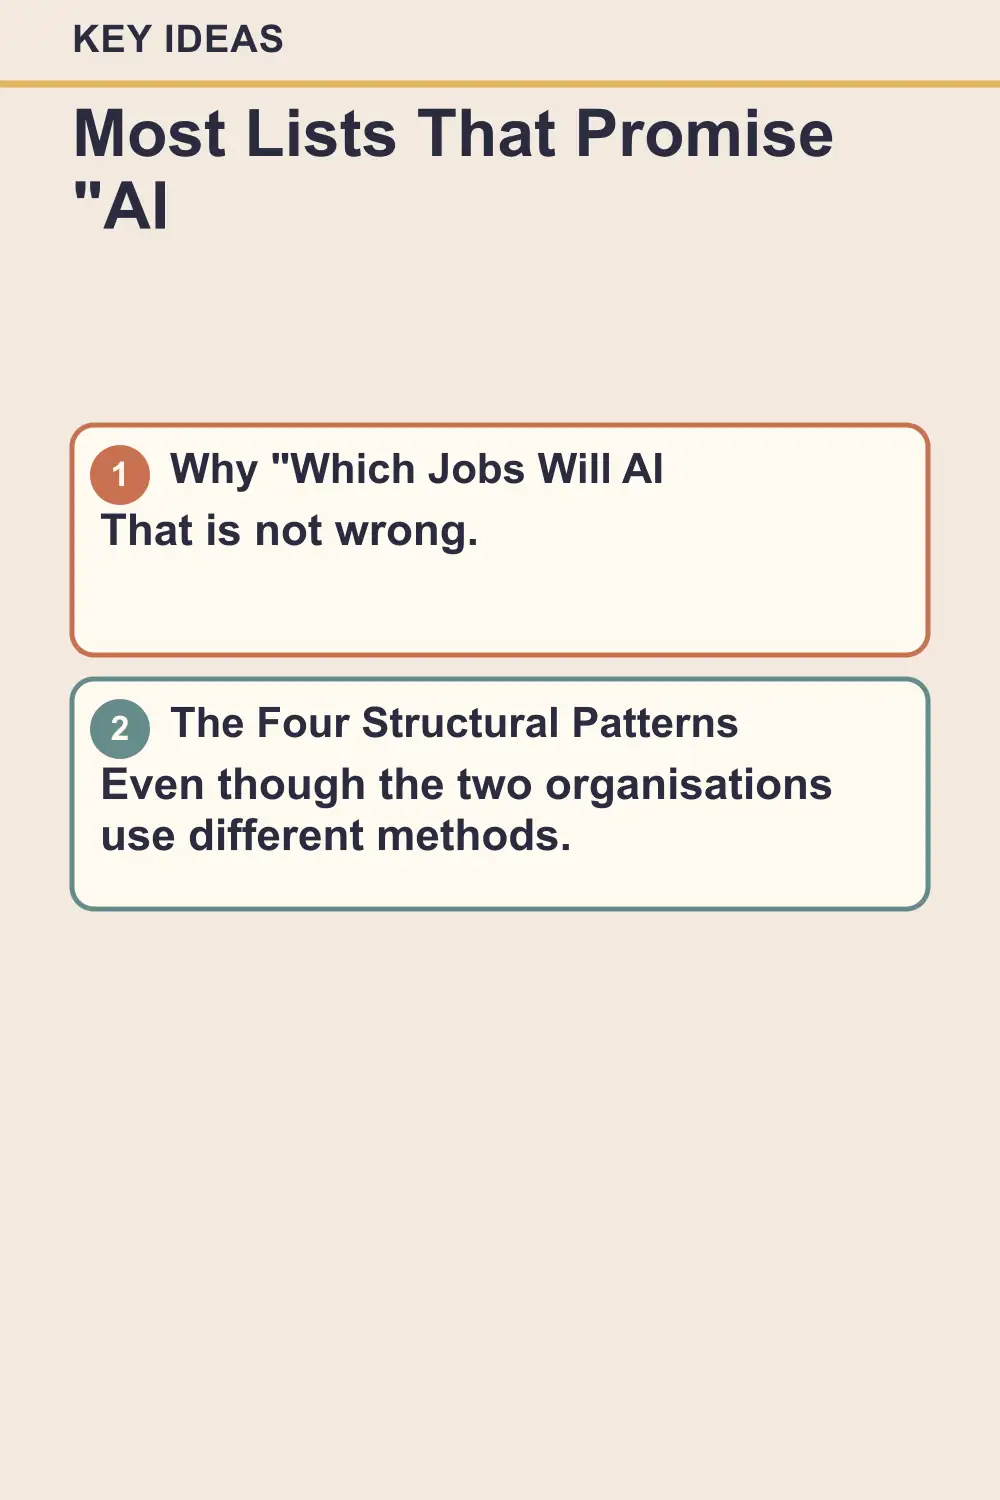 KEY IDEAS
Most Lists That Promise
"AI
1 Why "Which Jobs Will AI
That is not wrong.
2 The Four Structural Patterns
Even though the two organisations
use different methods.